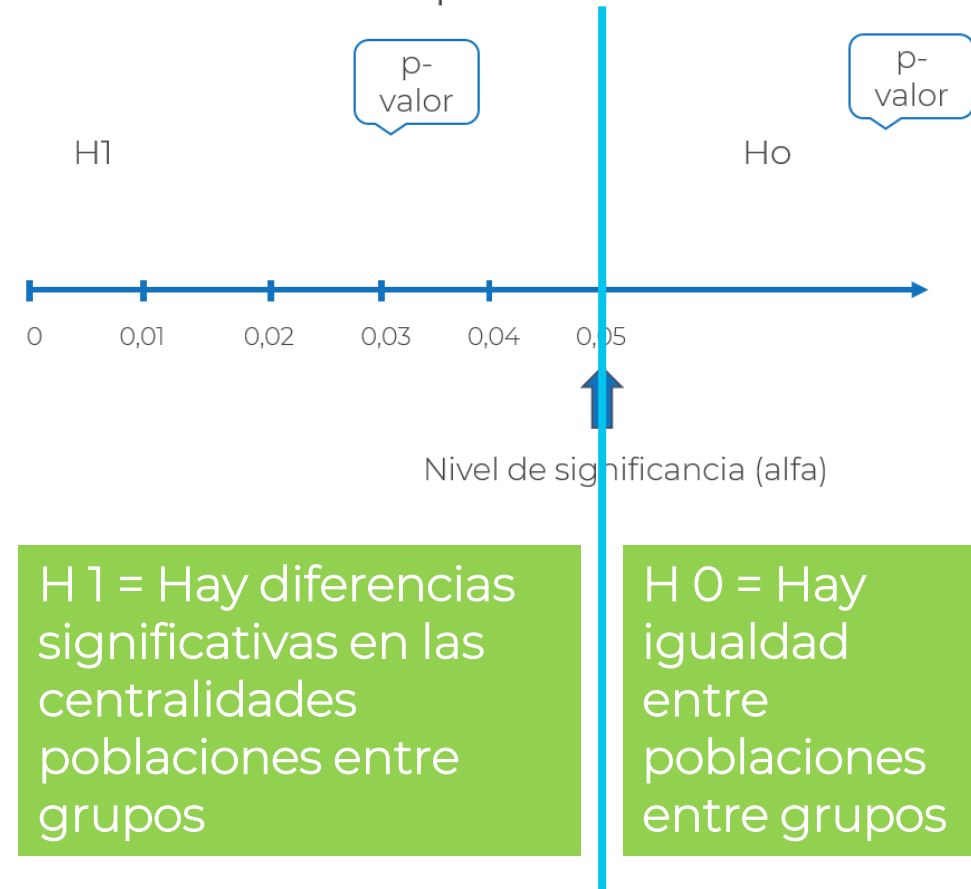 p-
valor
p-
valor
H1
Ho
0
0,01
0,02
0,03
0,04
0,05
Nivel de significancia (alfa)
H 1 = Hay diferencias
significativas en las
centralidades
poblaciones entre
grupos
H 0 = Hay
igualdad
entre
poblaciones
entre grupos